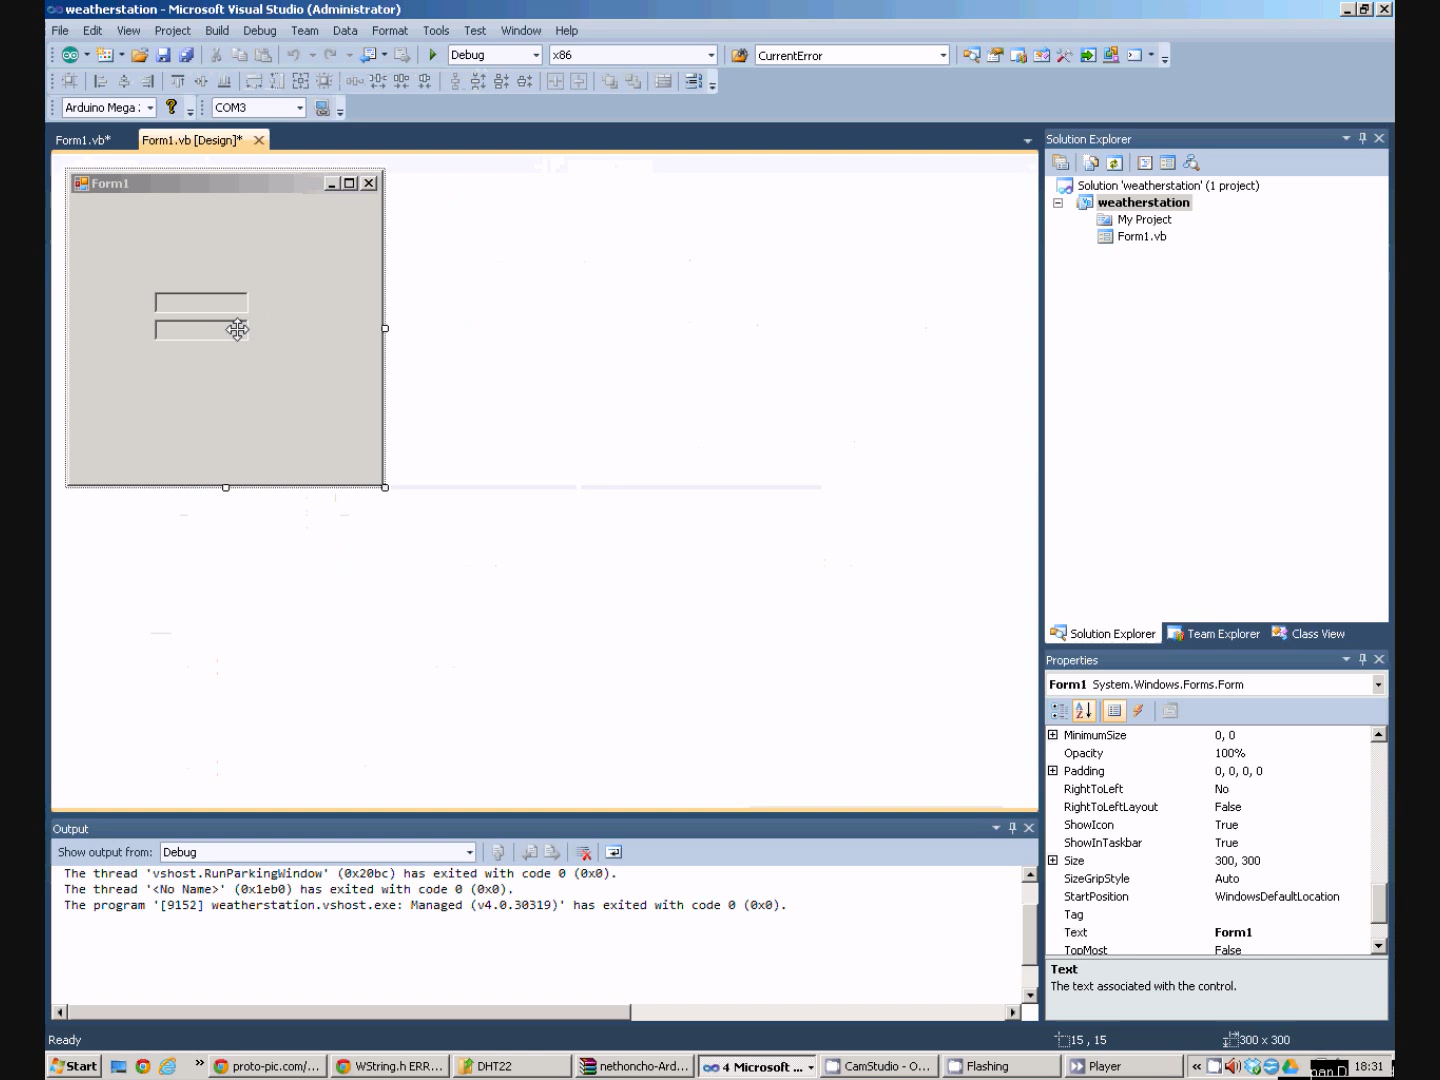 weatherstation - Microsoft Visual Studio (Administrator)
File Edit View Project Build Debug Team Data Format Tools Test Window Help
Debug x86 CurrentError
Arduino Mega : COM3
Form1.vb* Form1.vb [Design]*
Form1
Solution Explorer
Solution 'weatherstation' (1 project)
weatherstation
My Project
Form1.vb
Solution Explorer Team Explorer Class View
Properties
Form1 System.Windows.Forms.Form
MinimumSize 0, 0
Opacity 100%
Padding 0, 0, 0, 0
RightToLeft No
RightToLeftLayout False
ShowIcon True
ShowInTaskbar True
Size 300, 300
SizeGripStyle Auto
StartPosition WindowsDefaultLocation
Tag
Text Form1
TopMost False
Text
The text associated with the control.
Output
Show output from: Debug
The thread 'vshost.RunParkingWindow' (0x20bc) has exited with code 0 (0x0).
The thread '<No Name>' (0x1eb0) has exited with code 0 (0x0).
The program '[9152] weatherstation.vshost.exe: Managed (v4.0.30319)' has exited with code 0 (0x0).
Ready 15 , 15 300 x 300
Start proto-pic.com/... WString.h ERR... DHT22 nethoncho-Ard... 4 Microsoft ... CamStudio - O... Flashing Player 18:31